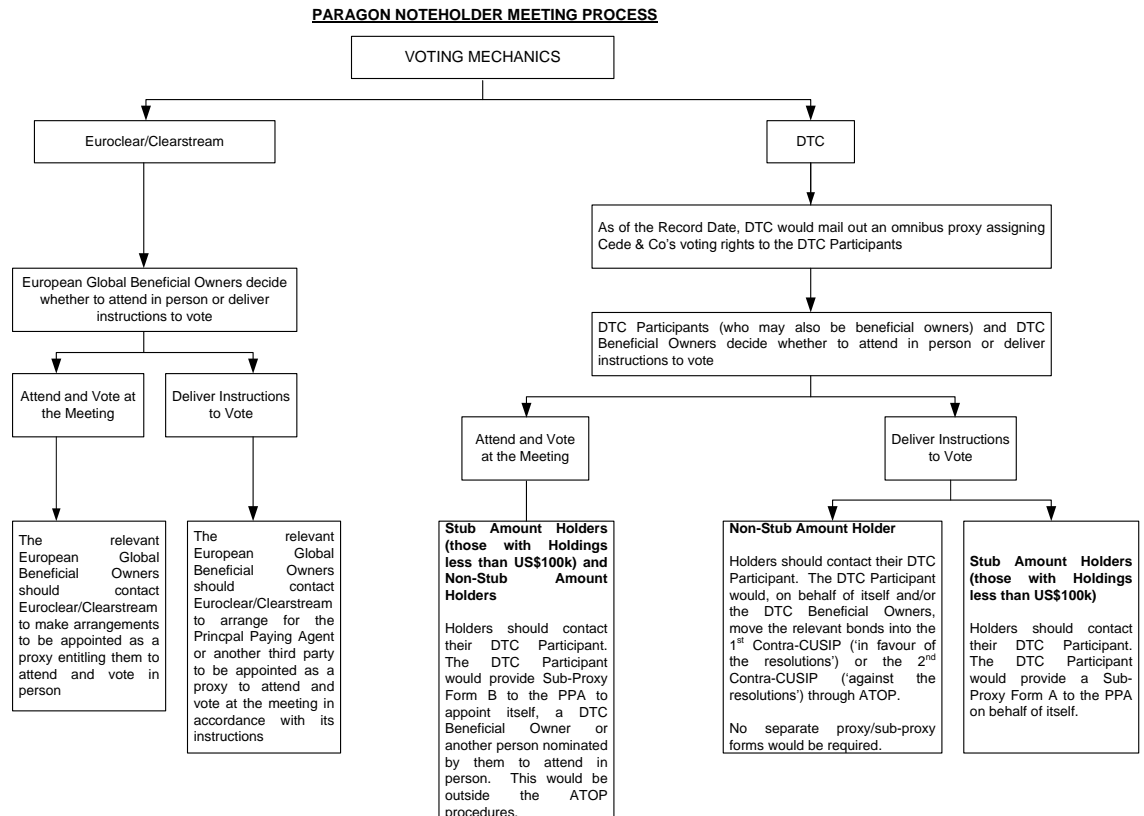 PARAGON NOTEHOLDER MEETING PROCESS
VOTING MECHANICS
Euroclear/Clearstream
DTC
As of the Record Date, DTC would mail out an omnibus proxy assigning
Cede & Co's voting rights to the DTC Participants
European Global Beneficial Owners decide
whether to attend in person or deliver
instructions to vote
DTC Participants (who may also be beneficial owners) and DTC
Beneficial Owners decide whether to attend in person or deliver
instructions to vote
Attend and Vote at
the Meeting
Deliver Instructions
to Vote
Attend and Vote
at the Meeting
Deliver Instructions
to Vote
The relevant
European Global
Beneficial Owners
should contact
Euroclear/Clearstream
to make arrangements
to be appointed as a
proxy entitling them to
attend and vote in
person
The relevant
European Global
Beneficial Owners
should contact
Euroclear/Clearstream
to arrange for the
Princpal Paying Agent
or another third party
to be appointed as a
proxy to attend and
vote at the meeting in
accordance with its
instructions
Stub Amount Holders
(those with Holdings
less than US$100k) and
Non-Stub Amount
Holders
Holders should contact
their DTC Participant.
The DTC Participant
would provide Sub-Proxy
Form B to the PPA to
appoint itself, a DTC
Beneficial Owner or
another person nominated
by them to attend in
person. This would be
outside the ATOP
procedures.
Non-Stub Amount Holder
Holders should contact their DTC
Participant. The DTC Participant
would, on behalf of itself and/or
the DTC Beneficial Owners,
move the relevant bonds into the
1st Contra-CUSIP ('in favour of
the resolutions') or the 2nd
Contra-CUSIP ('against the
resolutions') through ATOP.
No separate proxy/sub-proxy
forms would be required.
Stub Amount Holders
(those with Holdings
less than US$100k)
Holders should contact
their DTC Participant.
The DTC Participant
would provide a Sub-
Proxy Form A to the PPA
on behalf of itself.